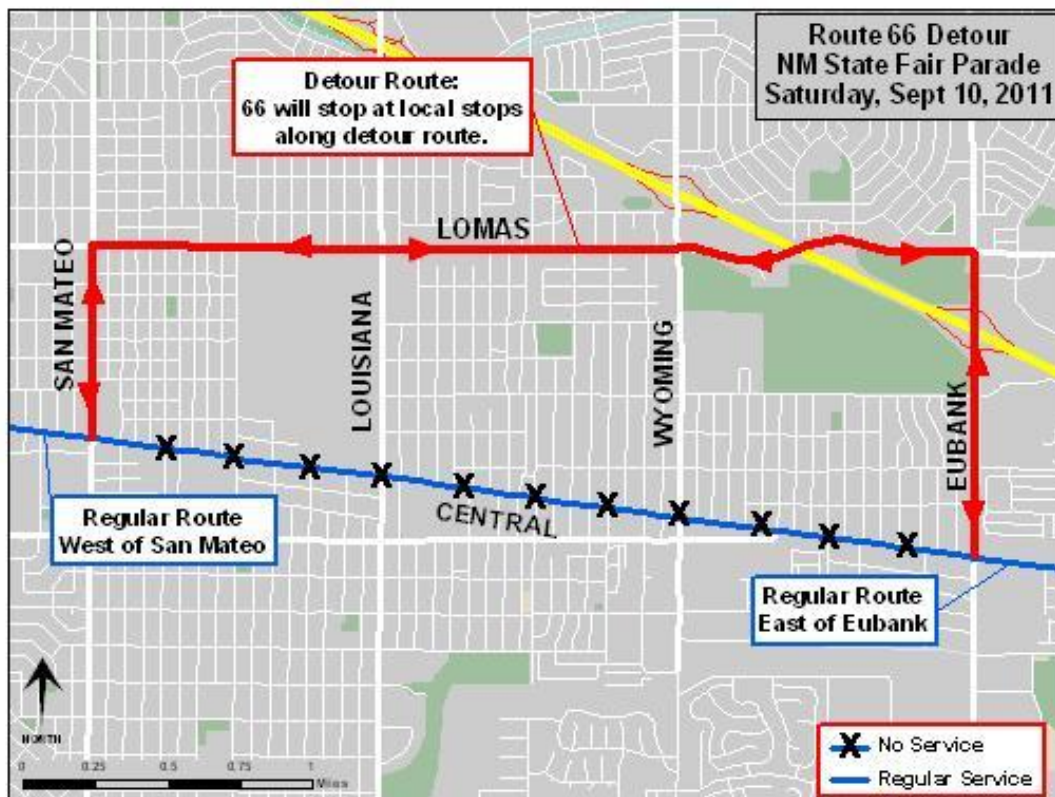 Route 66 Detour
NM State Fair Parade
Saturday, Sept 10, 2011
Detour Route:
66 will stop at local stops
along detour route.
LOMAS
SAN MATEO
LOUISIANA
WYOMING
EUBANK
CENTRAL
Regular Route
West of San Mateo
Regular Route
East of Eubank
NORTH
0 0.25 0.5 0.75 1
Miles
X No Service
Regular Service